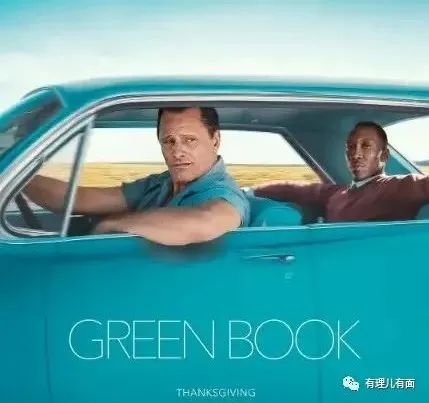 GREEN BOOK
THANKSGIVING
有理儿有面